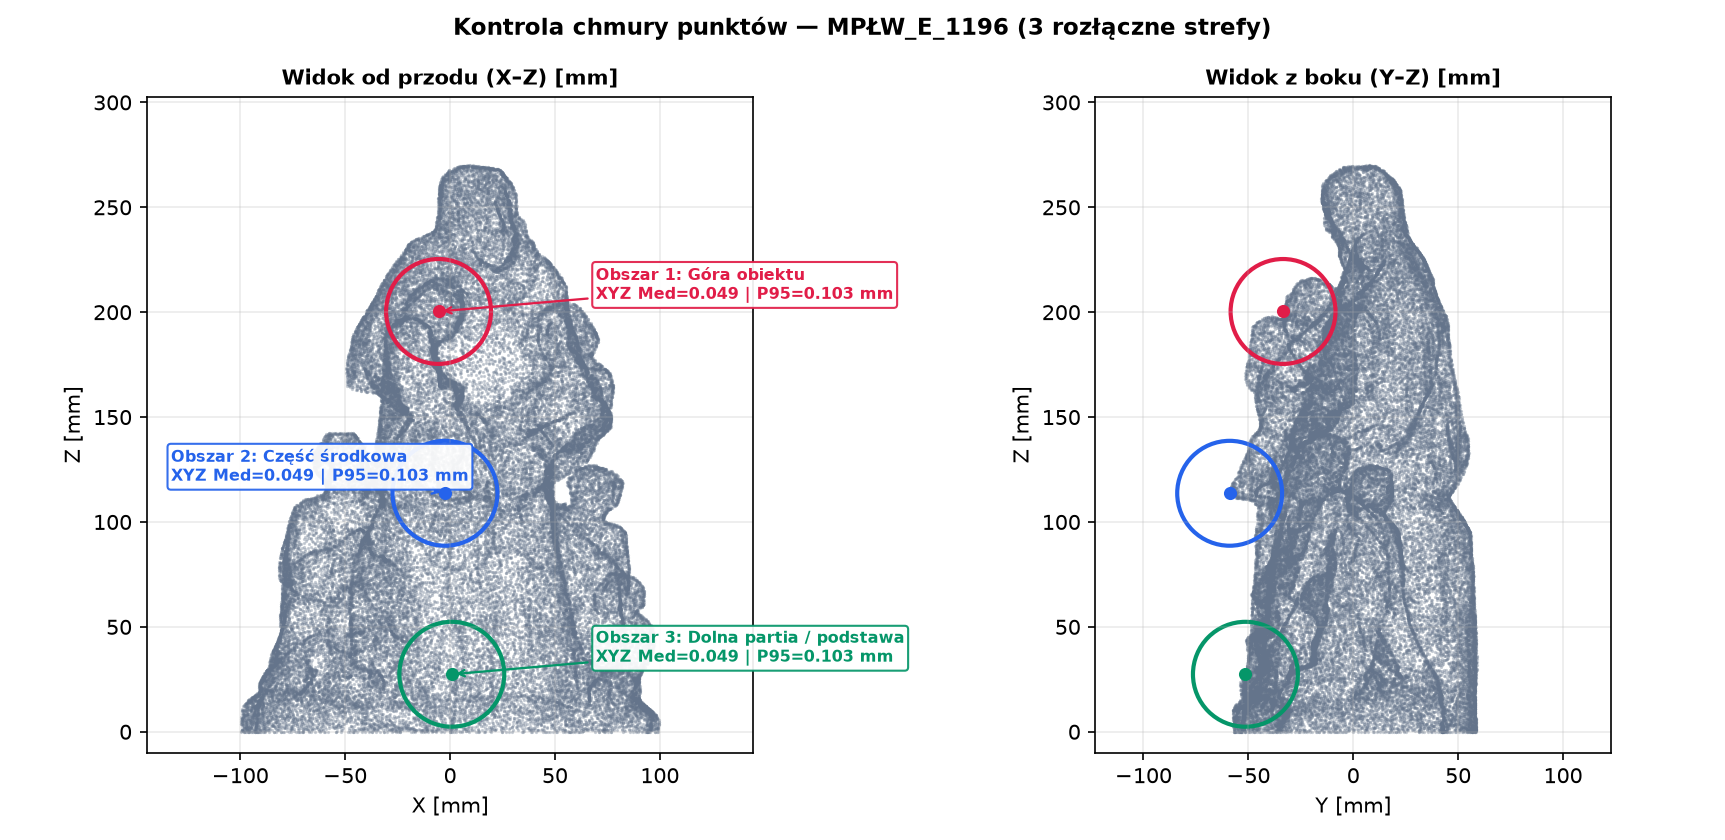 Kontrola chmury punktów — MPŁW_E_1196 (3 rozłączne strefy)
Widok od przodu (X–Z) [mm]
300
250
200
150
100
50
0
Z [mm]
−100
−50
0
50
100
X [mm]
Obszar 1: Góra obiektu
XYZ Med=0.049 | P95=0.103 mm
Obszar 2: Część środkowa
XYZ Med=0.049 | P95=0.103 mm
Obszar 3: Dolna partia / podstawa
XYZ Med=0.049 | P95=0.103 mm
Widok z boku (Y–Z) [mm]
300
250
200
150
100
50
0
Z [mm]
−100
−50
0
50
100
Y [mm]